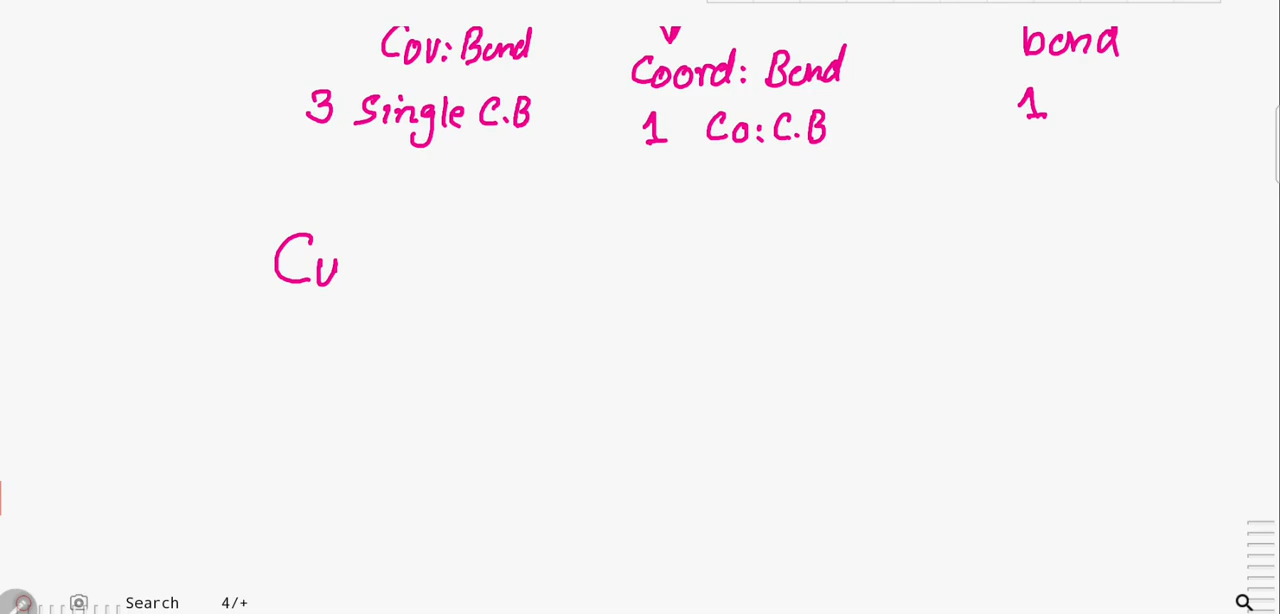 Cov: Bond
Coord: Bond
bond
3 Single C.B
1 Co: C.B
1
Cu
Search 4/+